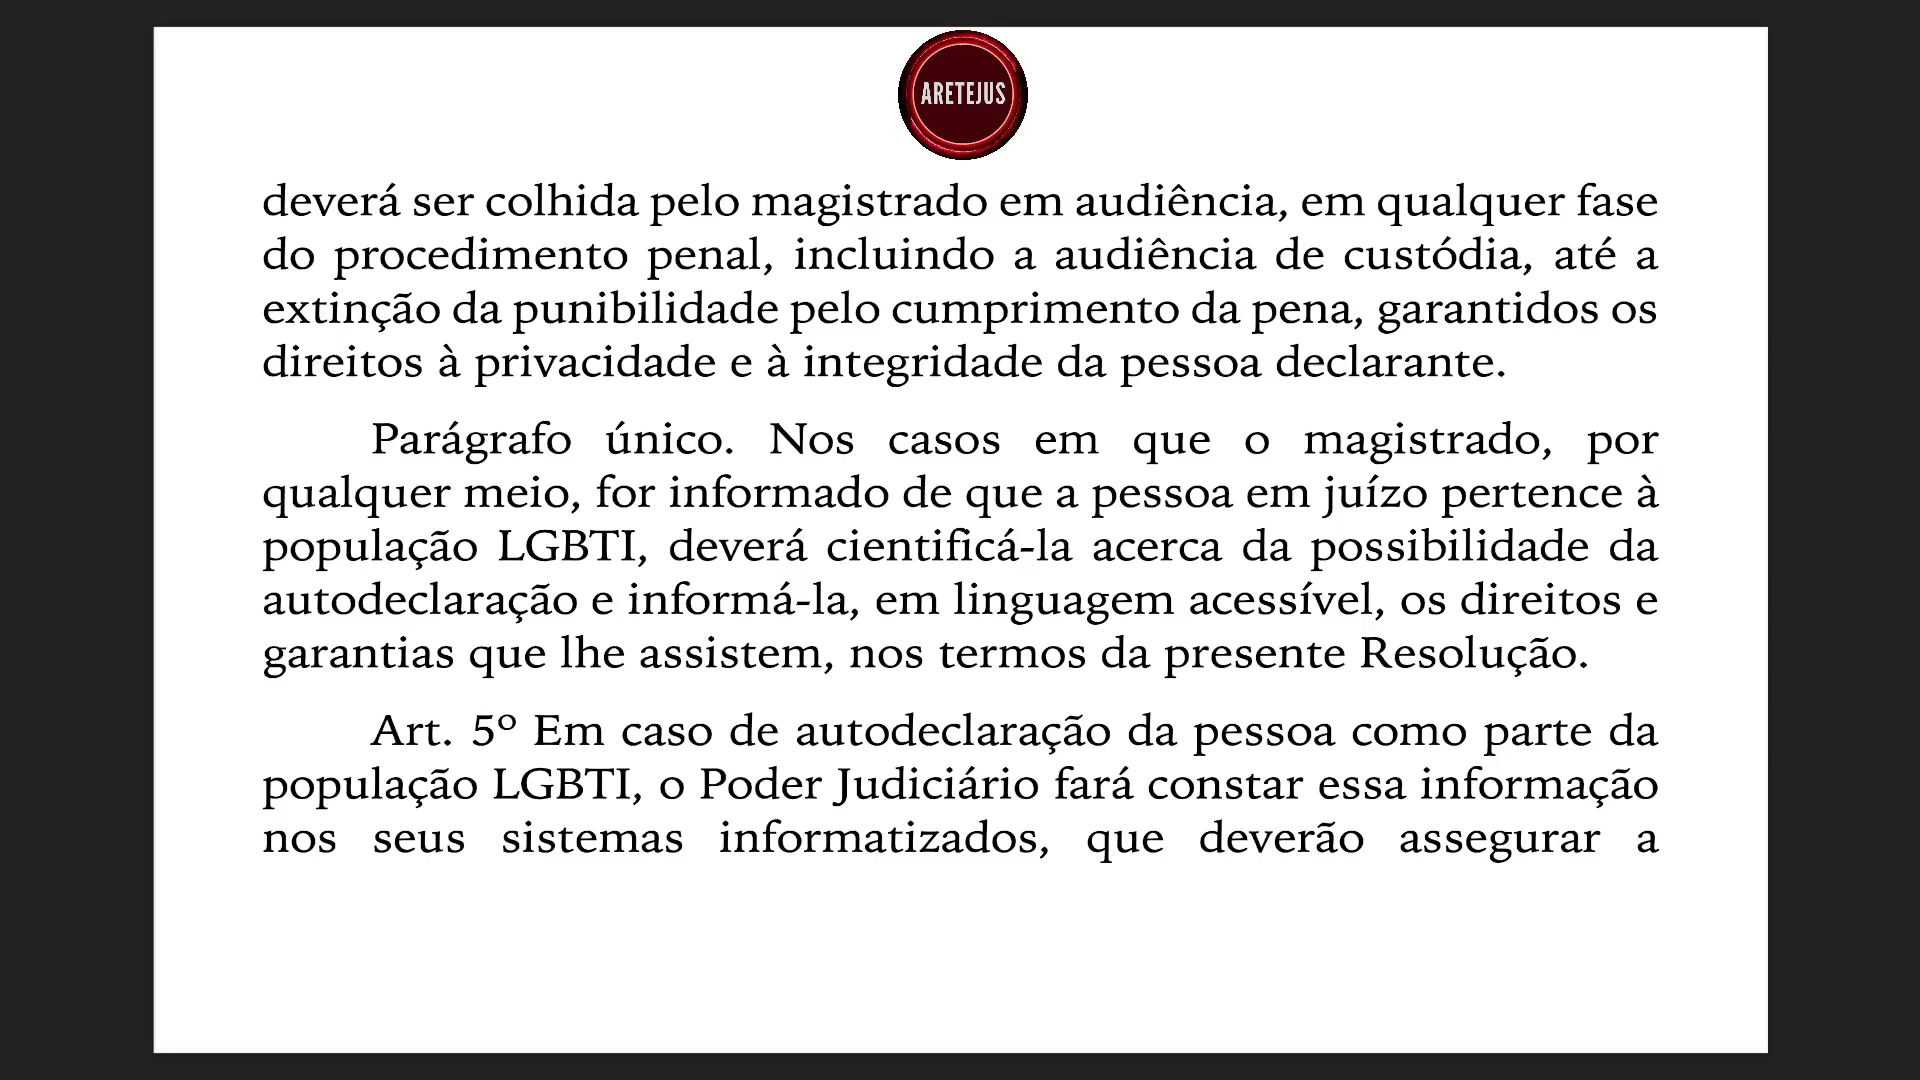 ARETEJUS
deverá ser colhida pelo magistrado em audiência, em qualquer fase
do procedimento penal, incluindo a audiência de custódia, até a
extinção da punibilidade pelo cumprimento da pena, garantidos os
direitos à privacidade e à integridade da pessoa declarante.
Parágrafo único. Nos casos em que o magistrado, por
qualquer meio, for informado de que a pessoa em juízo pertence à
população LGBTI, deverá cientificá-la acerca da possibilidade da
autodeclaração e informá-la, em linguagem acessível, os direitos e
garantias que lhe assistem, nos termos da presente Resolução.
Art. 5º Em caso de autodeclaração da pessoa como parte da
população LGBTI, o Poder Judiciário fará constar essa informação
nos seus sistemas informatizados, que deverão assegurar a